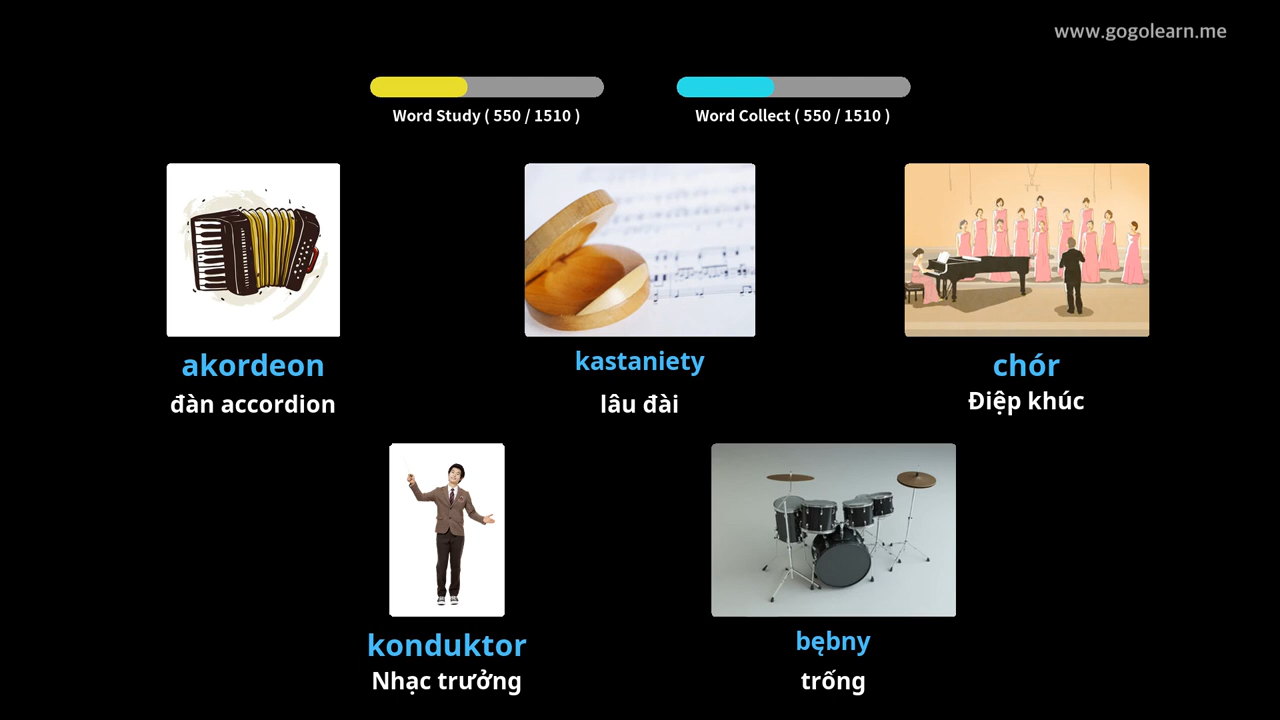 www.gogolearn.me
Word Study ( 550 / 1510 )
Word Collect ( 550 / 1510 )
akordeon
đàn accordion
kastaniety
lâu đài
chór
Điệp khúc
konduktor
Nhạc trưởng
bębny
trống